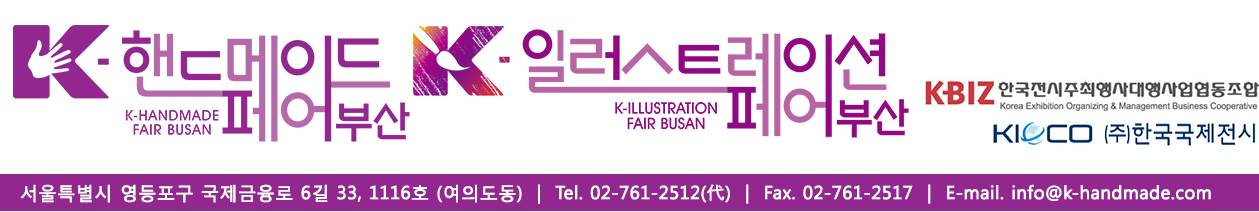 K-핸드메이드
페어부산
K-HANDMADE
FAIR BUSAN
K-일러스트레이션
페어부산
K-ILLUSTRATION
FAIR BUSAN
K-BIZ 한국전시주최행사대행사업협동조합
Korea Exhibition Organizing & Management Business Cooperative
KIECO (주)한국국제전시
서울특별시 영등포구 국제금융로 6길 33, 1116호 (여의도동) | Tel. 02-761-2512(代) | Fax. 02-761-2517 | E-mail. info@k-handmade.com